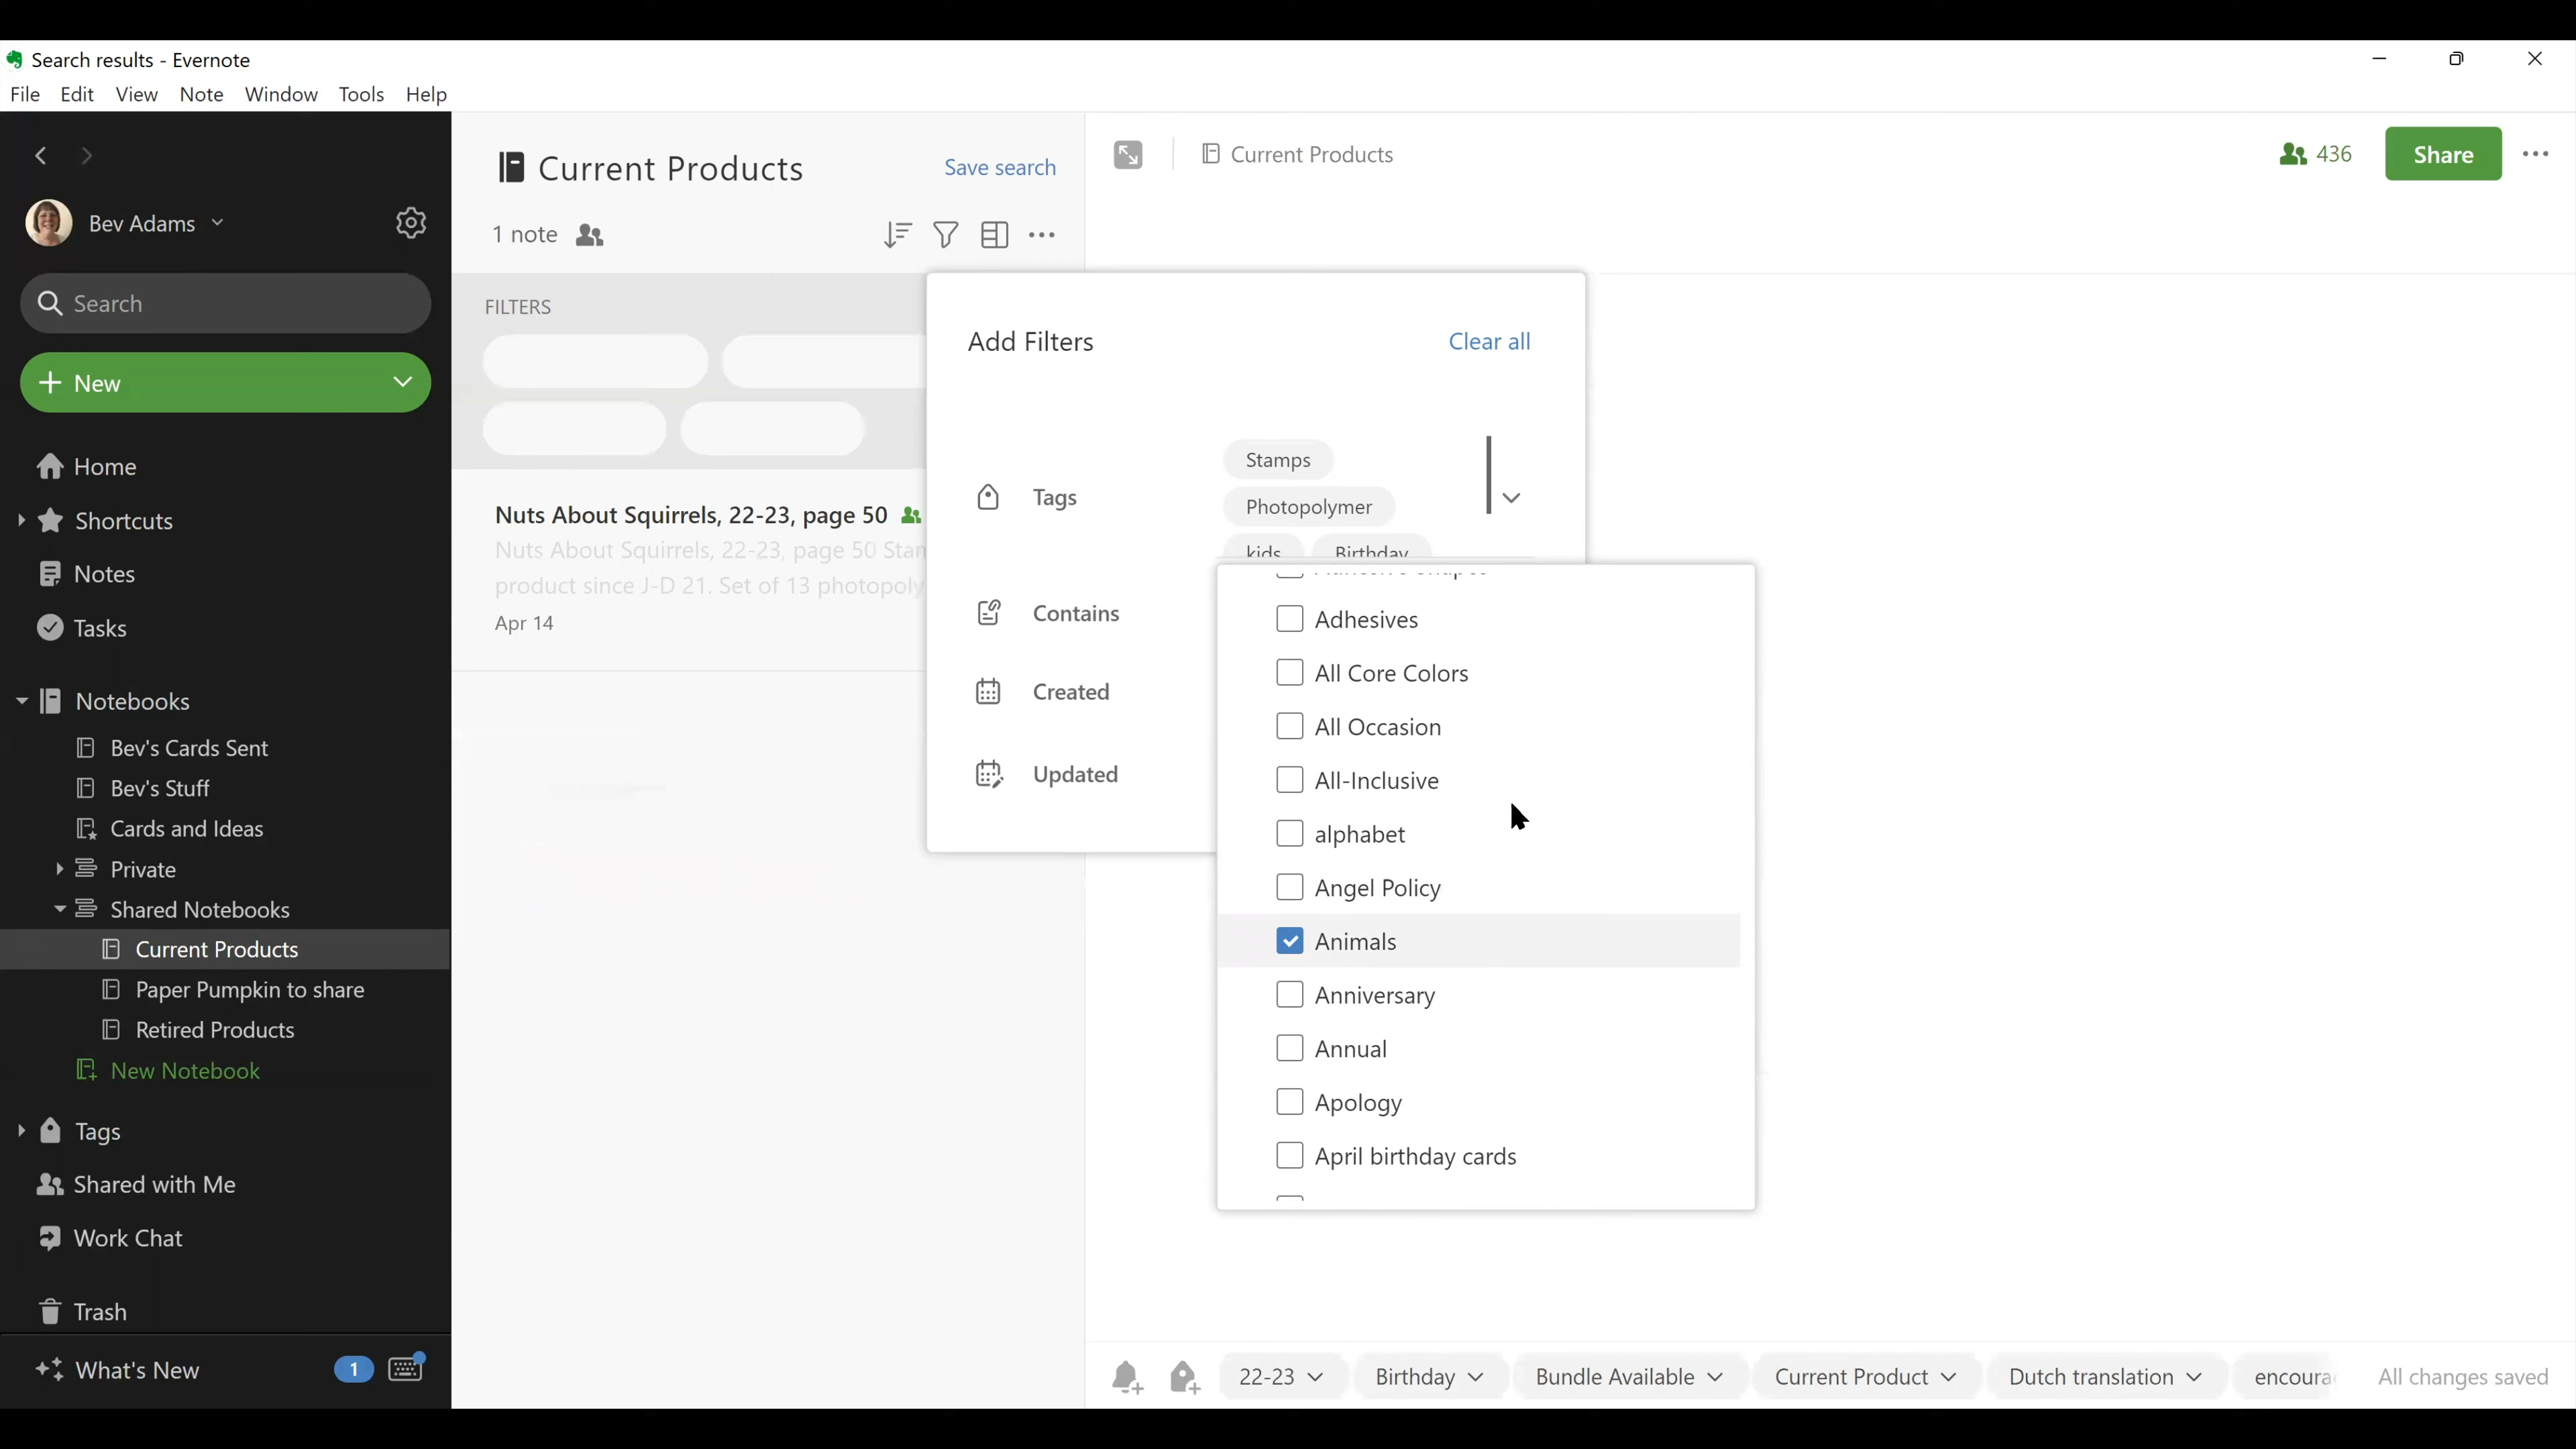 Search results - Evernote
File Edit View Note Window Tools Help
Bev Adams
Search
New
Home
Shortcuts
Notes
Tasks
Notebooks
Bev's Cards Sent
Bev's Stuff
Cards and Ideas
Private
Shared Notebooks
Current Products
Paper Pumpkin to share
Retired Products
New Notebook
Tags
Shared with Me
Work Chat
Trash
What's New 1
Current Products Save search
1 note
FILTERS
Nuts About Squirrels, 22-23, page 50
Nuts About Squirrels, 22-23, page 50
product since J-D 21. Set of 13
Apr 14
Add Filters Clear all
Tags
Stamps
Photopolymer
kids Birthday
Contains
Created
Updated
Adhesives
All Core Colors
All Occasion
All-Inclusive
alphabet
Angel Policy
Animals
Anniversary
Annual
Apology
April birthday cards
Current Products
436 Share
22-23 Birthday Bundle Available Current Product Dutch translation All changes saved